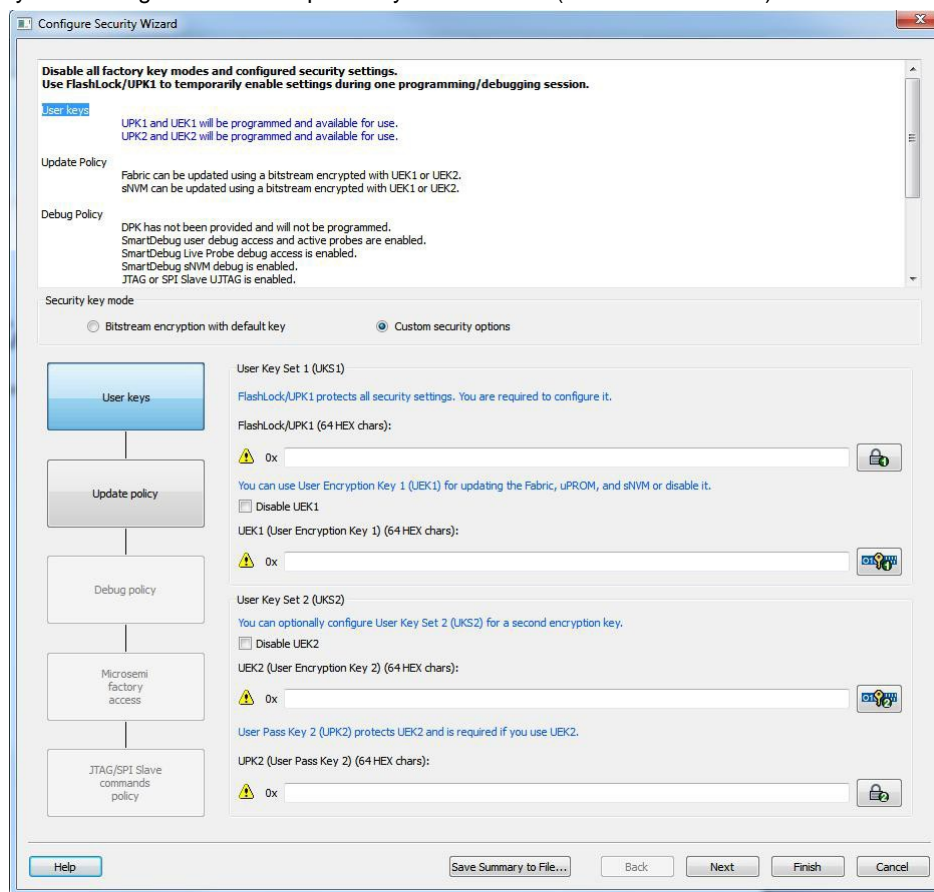 Configure Security Wizard
Disable all factory key modes and configured security settings.
Use FlashLock/UPK1 to temporarily enable settings during one programming/debugging session.
User keys
UPK1 and UEK1 will be programmed and available for use.
UPK2 and UEK2 will be programmed and available for use.
Update Policy
Fabric can be updated using a bitstream encrypted with UEK1 or UEK2.
sNVM can be updated using a bitstream encrypted with UEK1 or UEK2.
Debug Policy
DPK has not been provided and will not be programmed.
SmartDebug user debug access and active probes are enabled.
SmartDebug Live Probe debug access is enabled.
SmartDebug sNVM debug is enabled.
JTAG or SPI Slave UJTAG is enabled.
Security key mode
Bitstream encryption with default key
Custom security options
User keys
Update policy
Debug policy
Microsemi
factory
access
JTAG/SPI Slave
commands
policy
User Key Set 1 (UKS1)
FlashLock/UPK1 protects all security settings. You are required to configure it.
FlashLock/UPK1 (64 HEX chars):
0x
You can use User Encryption Key 1 (UEK1) for updating the Fabric, uPROM, and sNVM or disable it.
Disable UEK1
UEK1 (User Encryption Key 1) (64 HEX chars):
0x
User Key Set 2 (UKS2)
You can optionally configure User Key Set 2 (UKS2) for a second encryption key.
Disable UEK2
UEK2 (User Encryption Key 2) (64 HEX chars):
0x
User Pass Key 2 (UPK2) protects UEK2 and is required if you use UEK2.
UPK2 (User Pass Key 2) (64 HEX chars):
0x
Help
Save Summary to File...
Back
Next
Finish
Cancel